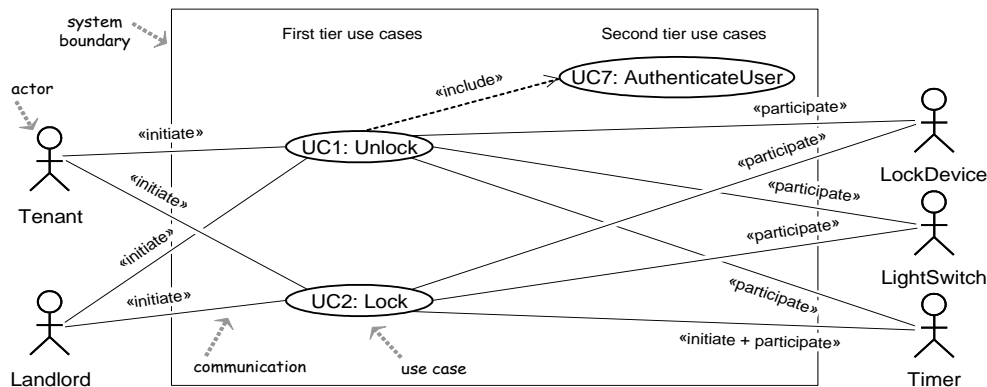 system
boundary
First tier use cases
Second tier use cases
actor
«include»
UC7: AuthenticateUser
«initiate»
UC1: Unlock
«participate»
«participate»
LockDevice
Tenant
«initiate»
«participate»
«initiate»
«participate»
LightSwitch
«initiate»
UC2: Lock
«participate»
«initiate + participate»
communication
use case
Landlord
Timer